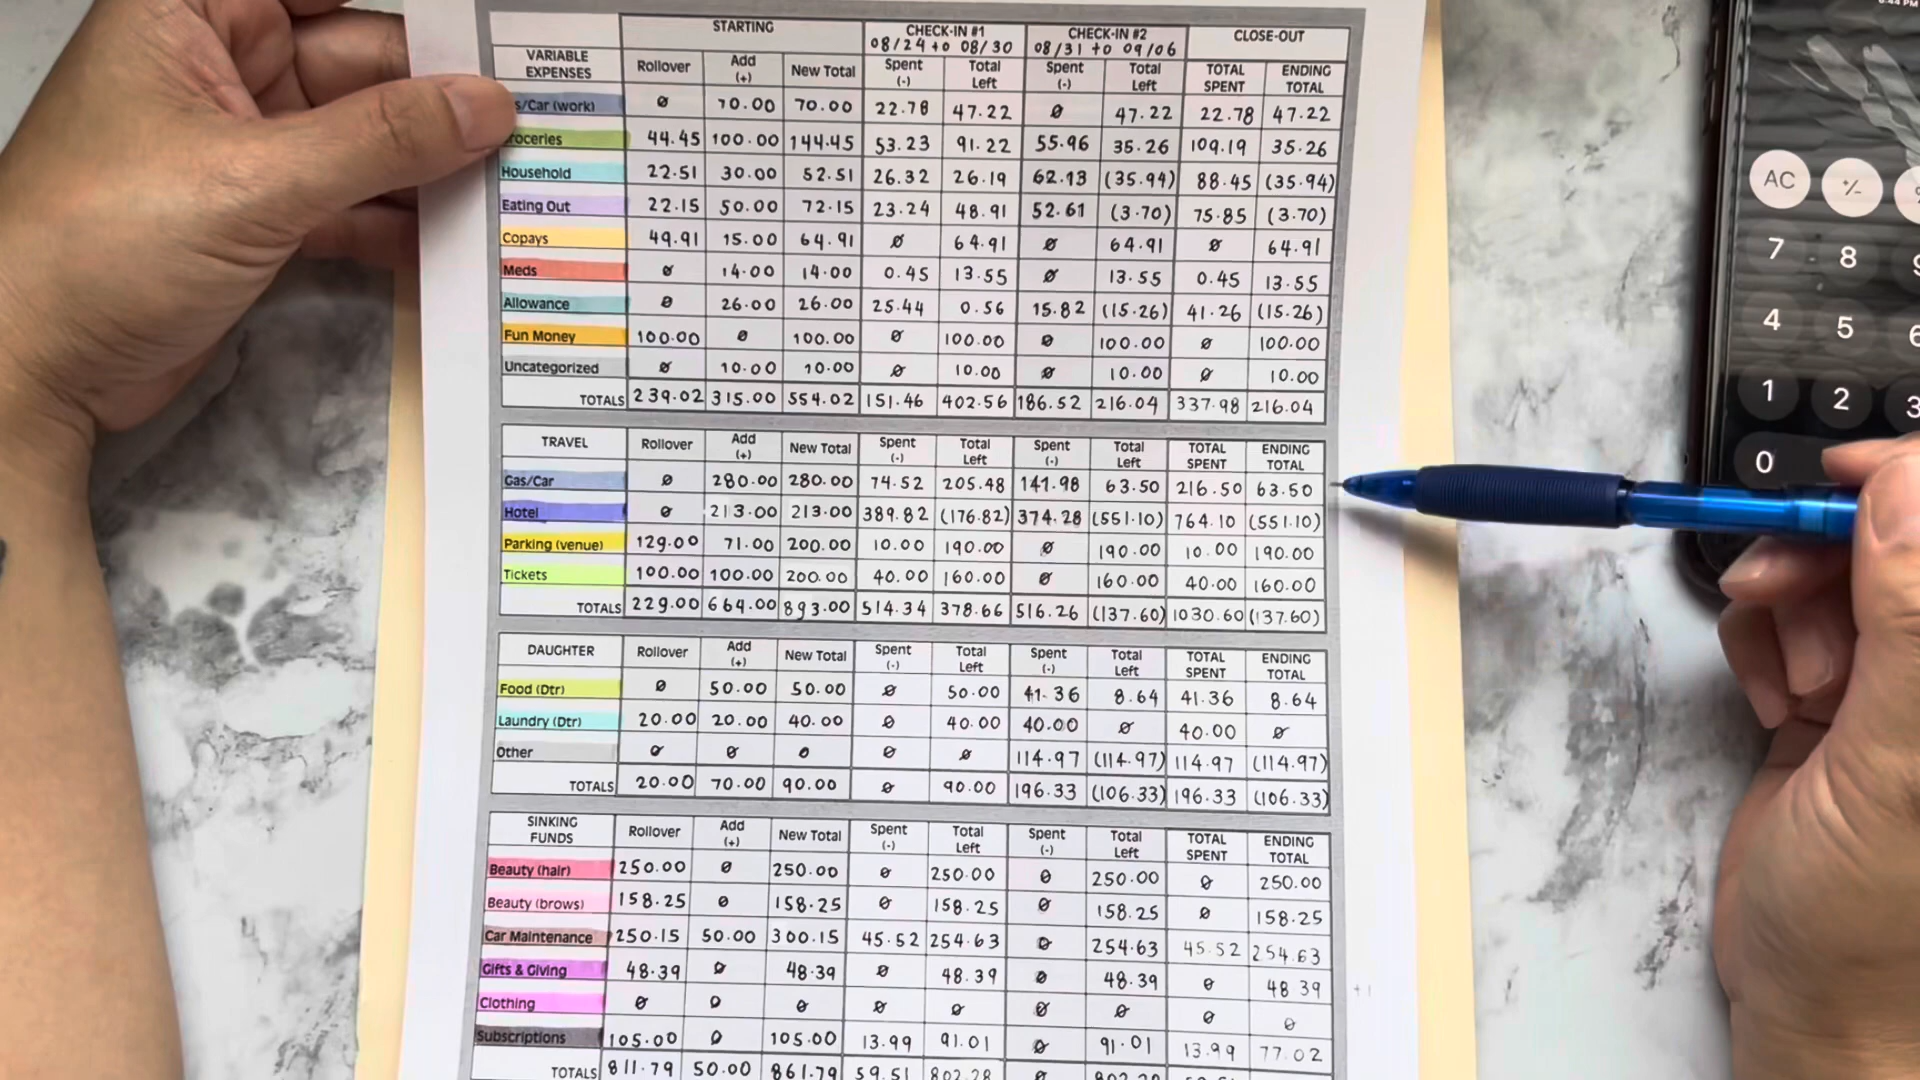 STARTING CHECK-IN #1 CHECK-IN #2 CLOSE-OUT
08/24 to 08/30 08/31 to 09/06
VARIABLE EXPENSES Rollover Add (+) New Total Spent (-) Total Left Spent (-) Total Left TOTAL SPENT ENDING TOTAL
s/Car (work) ø 70.00 70.00 22.78 47.22 ø 47.22 22.78 47.22
roceries 44.45 100.00 144.45 53.23 91.22 55.96 35.26 109.19 35.26
Household 22.51 30.00 52.51 26.32 26.19 62.13 (35.94) 88.45 (35.94)
Eating Out 22.15 50.00 72.15 23.24 48.91 52.61 (3.70) 75.85 (3.70)
Copays 49.91 15.00 64.91 ø 64.91 ø 64.91 ø 64.91
Meds ø 14.00 14.00 0.45 13.55 ø 13.55 0.45 13.55
Allowance ø 26.00 26.00 25.44 0.56 15.82 (15.26) 41.26 (15.26)
Fun Money 100.00 ø 100.00 ø 100.00 ø 100.00 ø 100.00
Uncategorized ø 10.00 10.00 ø 10.00 ø 10.00 ø 10.00
TOTALS 239.02 315.00 554.02 151.46 402.56 186.52 216.04 337.98 216.04
TRAVEL Rollover Add (+) New Total Spent (-) Total Left Spent (-) Total Left TOTAL SPENT ENDING TOTAL
Gas/Car ø 280.00 280.00 74.52 205.48 141.98 63.50 216.50 63.50
Hotel ø 213.00 213.00 389.82 (176.82) 374.28 (551.10) 764.10 (551.10)
Parking (venue) 129.00 71.00 200.00 10.00 190.00 ø 190.00 10.00 190.00
Tickets 100.00 100.00 200.00 40.00 160.00 ø 160.00 40.00 160.00
TOTALS 229.00 664.00 893.00 514.34 378.66 516.26 (137.60) 1030.60 (137.60)
DAUGHTER Rollover Add (+) New Total Spent (-) Total Left Spent (-) Total Left TOTAL SPENT ENDING TOTAL
Food (Dtr) ø 50.00 50.00 ø 50.00 41.36 8.64 41.36 8.64
Laundry (Dtr) 20.00 20.00 40.00 ø 40.00 40.00 ø 40.00 ø
Other ø ø ø ø ø 114.97 (114.97) 114.97 (114.97)
TOTALS 20.00 70.00 90.00 ø 90.00 196.33 (106.33) 196.33 (106.33)
SINKING FUNDS Rollover Add (+) New Total Spent (-) Total Left Spent (-) Total Left TOTAL SPENT ENDING TOTAL
Beauty (hair) 250.00 ø 250.00 ø 250.00 ø 250.00 ø 250.00
Beauty (brows) 158.25 ø 158.25 ø 158.25 ø 158.25 ø 158.25
Car Maintenance 250.15 50.00 300.15 45.52 254.63 ø 254.63 45.52 254.63
Gifts & Giving 48.39 ø 48.39 ø 48.39 ø 48.39 ø 48.39
Clothing ø ø ø ø ø ø ø ø ø
Subscriptions 105.00 ø 105.00 13.99 91.01 ø 91.01 13.99 77.02
TOTALS 811.79 50.00 861.79 59.51 802.28 ø
AC
7 8
4 5 6
1 2 3
0